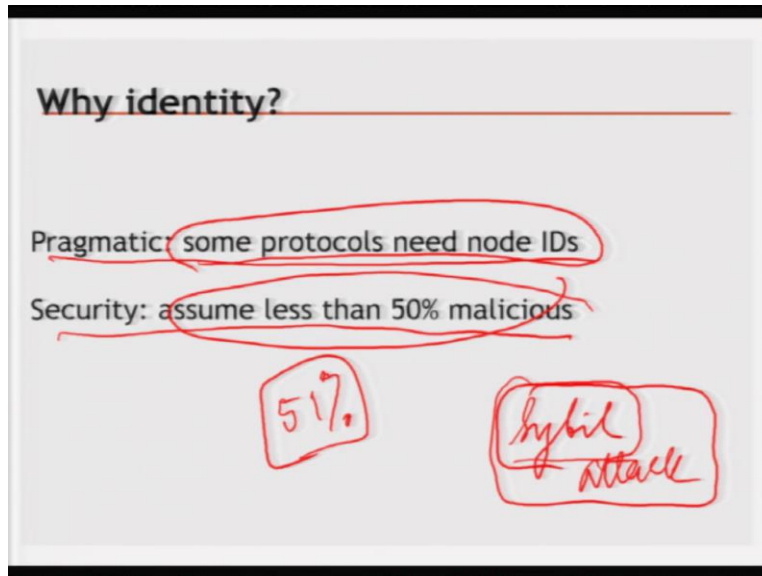 Why identity?
Pragmatic: some protocols need node IDs
Security: assume less than 50% malicious
51%.
Sybil
attack